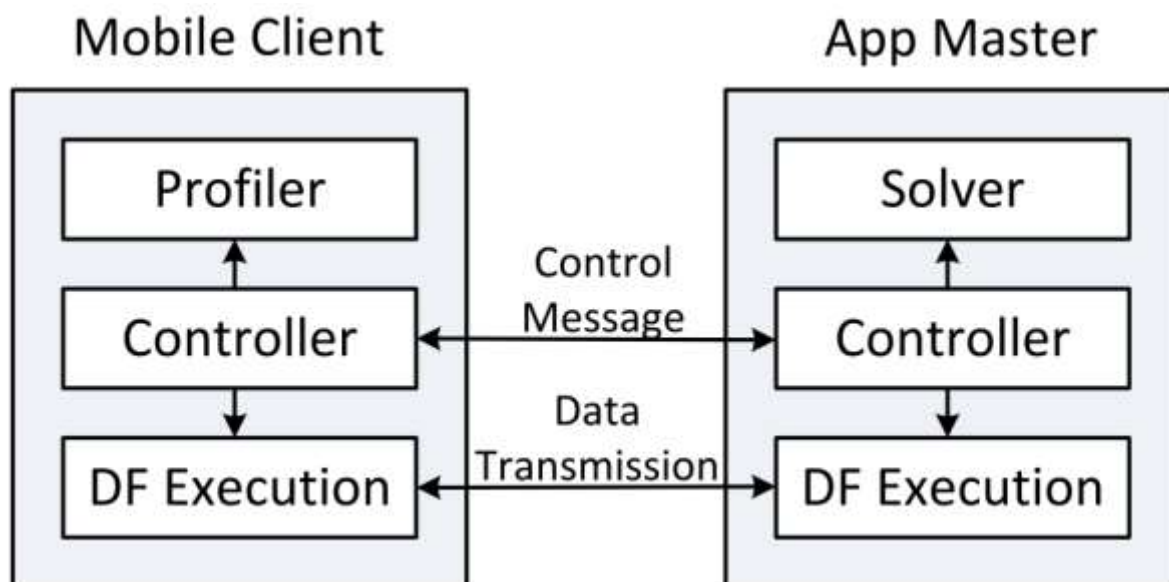 Mobile Client
App Master
Profiler
Solver
Control
Message
Controller
Controller
Data
Transmission
DF Execution
DF Execution